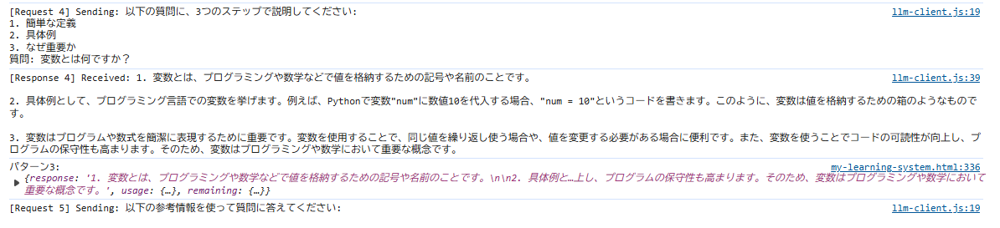 [Request 4] Sending: 以下の質問に、3つのステップで説明してください: llm-client.js:19
1. 簡単な定義
2. 具体例
3. なぜ重要か
質問: 変数とは何ですか？
[Response 4] Received: 1. 変数とは、プログラミングや数学などで値を格納するための記号や名前のことです。 llm-client.js:39
2. 具体例として、プログラミング言語での変数を挙げます。例えば、Pythonで変数"num"に数値10を代入する場合、"num = 10"というコードを書きます。このように、変数は値を格納するための箱のようなもので
す。
3. 変数はプログラムや数式を簡潔に表現するために重要です。変数を使用することで、同じ値を繰り返し使う場合や、値を変更する必要がある場合に便利です。また、変数を使うことでコードの可読性が向上し、プ
ログラムの保守性も高まります。そのため、変数はプログラミングや数学において重要な概念です。
パターン3: my-learning-system.html:336
{response: '1. 変数とは、プログラミングや数学などで値を格納するための記号や名前のことです。\n\n2. 具体例と…上し、プログラムの保守性も高まります。そのため、変数はプログラミングや数学において
重要な概念です。', usage: {…}, remaining: {…}}
[Request 5] Sending: 以下の参考情報を使って質問に答えてください: llm-client.js:19